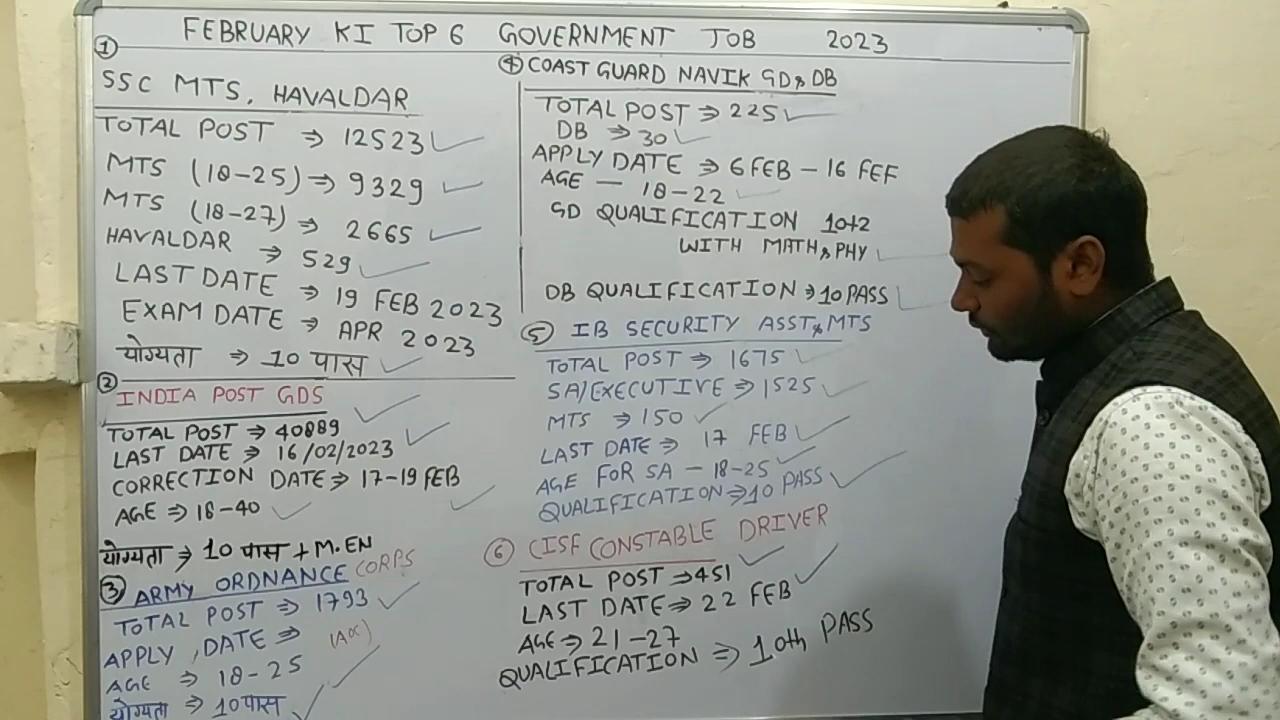 FEBRUARY KI TOP 6 GOVERNMENT JOB 2023
①
SSC MTS, HAVALDAR
TOTAL POST ⇒ 12523
MTS (18-25) ⇒ 9329
MTS (18-27) ⇒ 2665
HAVALDAR ⇒ 529
LAST DATE ⇒ 19 FEB 2023
EXAM DATE ⇒ APR 2023
योग्यता ⇒ 10 पास
② INDIA POST GDS
TOTAL POST ⇒ 40889
LAST DATE ⇒ 16/02/2023
CORRECTION DATE ⇒ 17-19 FEB
AGE ⇒ 18-40
योग्यता ⇒ 10 पास + M.EN
③ ARMY ORDNANCE CORPS
TOTAL POST ⇒ 1793
(AOC)
APPLY DATE ⇒
AGE ⇒ 18-25
योग्यता ⇒ 10 पास
④ COAST GUARD NAVIK GD & DB
TOTAL POST ⇒ 225
DB ⇒ 30
APPLY DATE ⇒ 6 FEB - 16 FEF
AGE — 18-22
GD QUALIFICATION 10+2
WITH MATH & PHY
DB QUALIFICATION ⇒ 10 PASS
⑤ IB SECURITY ASST & MTS
TOTAL POST ⇒ 1675
SA/EXECUTIVE ⇒ 1525
MTS ⇒ 150
LAST DATE ⇒ 17 FEB
AGE FOR SA - 18-25
QUALIFICATION ⇒ 10 PASS
⑥ CISF CONSTABLE DRIVER
TOTAL POST ⇒ 451
LAST DATE ⇒ 22 FEB
AGE ⇒ 21-27
QUALIFICATION ⇒ 10th PASS